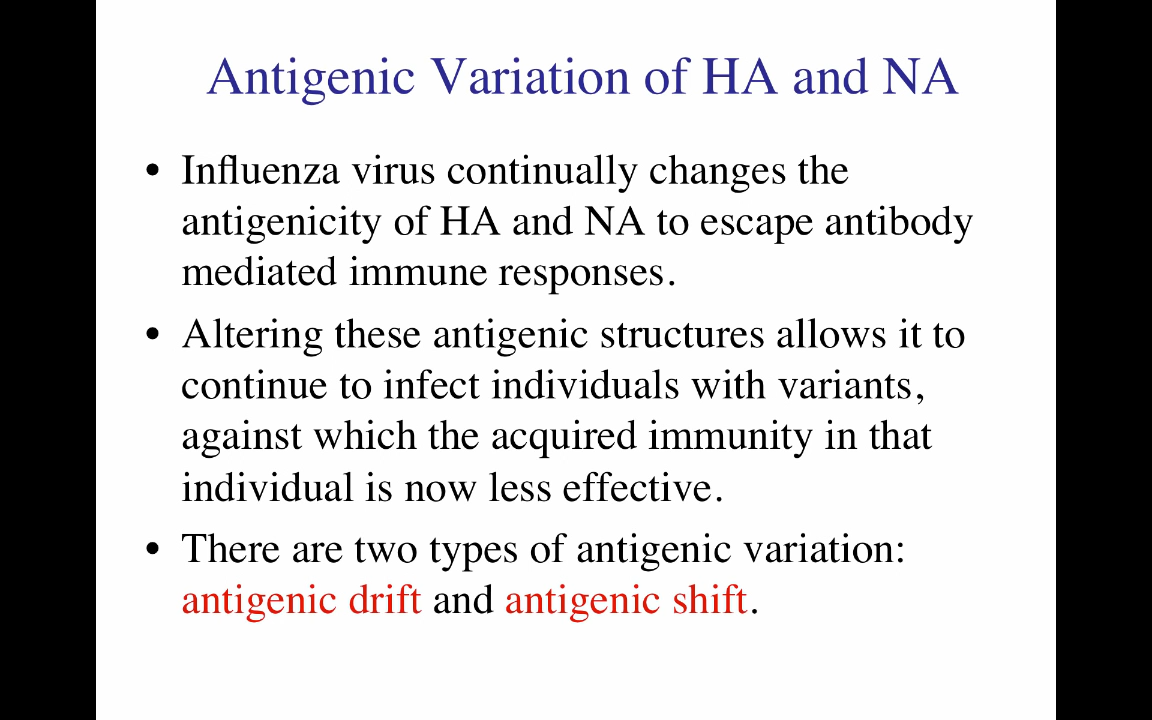 Antigenic Variation of HA and NA
• Influenza virus continually changes the
antigenicity of HA and NA to escape antibody
mediated immune responses.
• Altering these antigenic structures allows it to
continue to infect individuals with variants,
against which the acquired immunity in that
individual is now less effective.
• There are two types of antigenic variation:
antigenic drift and antigenic shift.